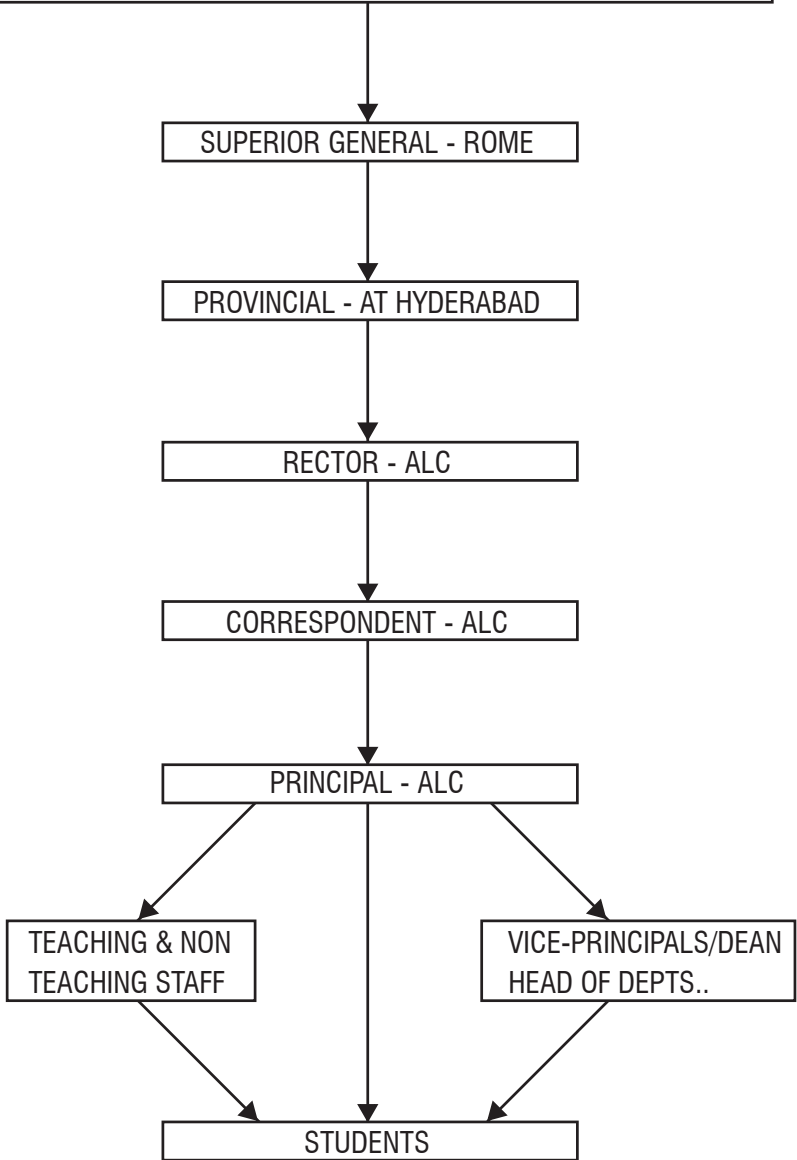 SUPERIOR GENERAL - ROME
PROVINCIAL - AT HYDERABAD
RECTOR - ALC
CORRESPONDENT - ALC
PRINCIPAL - ALC
TEACHING & NON
TEACHING STAFF
VICE-PRINCIPALS/DEAN
HEAD OF DEPTS..
STUDENTS